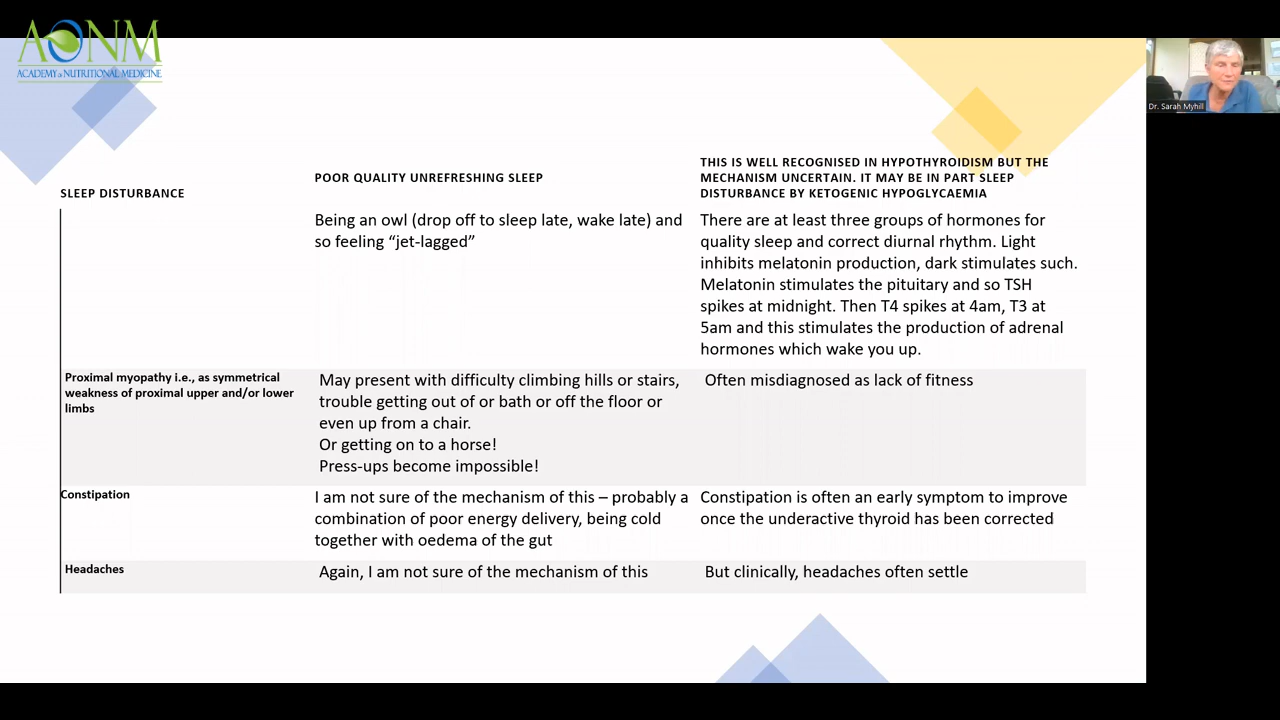 AONM
ACADEMY of NUTRITIONAL MEDICINE
Dr. Sarah Myhill
SLEEP DISTURBANCE
POOR QUALITY UNREFRESHING SLEEP
THIS IS WELL RECOGNISED IN HYPOTHYROIDISM BUT THE
MECHANISM UNCERTAIN. IT MAY BE IN PART SLEEP
DISTURBANCE BY KETOGENIC HYPOGLYCAEMIA
Being an owl (drop off to sleep late, wake late) and
so feeling “jet-lagged”
There are at least three groups of hormones for
quality sleep and correct diurnal rhythm. Light
inhibits melatonin production, dark stimulates such.
Melatonin stimulates the pituitary and so TSH
spikes at midnight. Then T4 spikes at 4am, T3 at
5am and this stimulates the production of adrenal
hormones which wake you up.
Proximal myopathy i.e., as symmetrical
weakness of proximal upper and/or lower
limbs
May present with difficulty climbing hills or stairs,
trouble getting out of or bath or off the floor or
even up from a chair.
Or getting on to a horse!
Press-ups become impossible!
Often misdiagnosed as lack of fitness
Constipation
I am not sure of the mechanism of this – probably a
combination of poor energy delivery, being cold
together with oedema of the gut
Constipation is often an early symptom to improve
once the underactive thyroid has been corrected
Headaches
Again, I am not sure of the mechanism of this
But clinically, headaches often settle